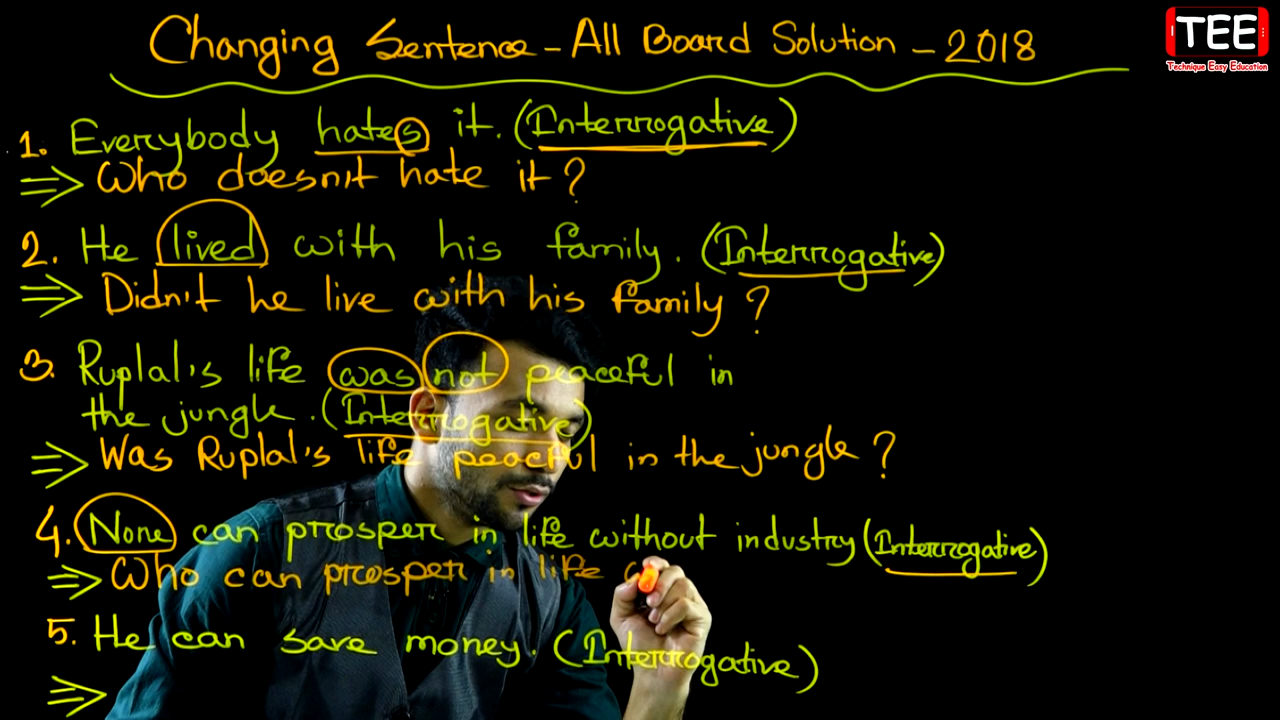 Changing Sentence - All Board Solution - 2018
TEE
Technique Easy Education
1. Everybody hates it. (Interrogative)
⇒ Who doesn't hate it?
2. He lived with his family. (Interrogative)
⇒ Didn't he live with his family?
3. Ruplal's life was not peaceful in
the jungle. (Interrogative)
⇒ Was Ruplal's life peacful in the jungle?
4. None can prosper in life without industry (Interrogative)
⇒ Who can prosper in life
5. He can save money. (Interrogative)
⇒